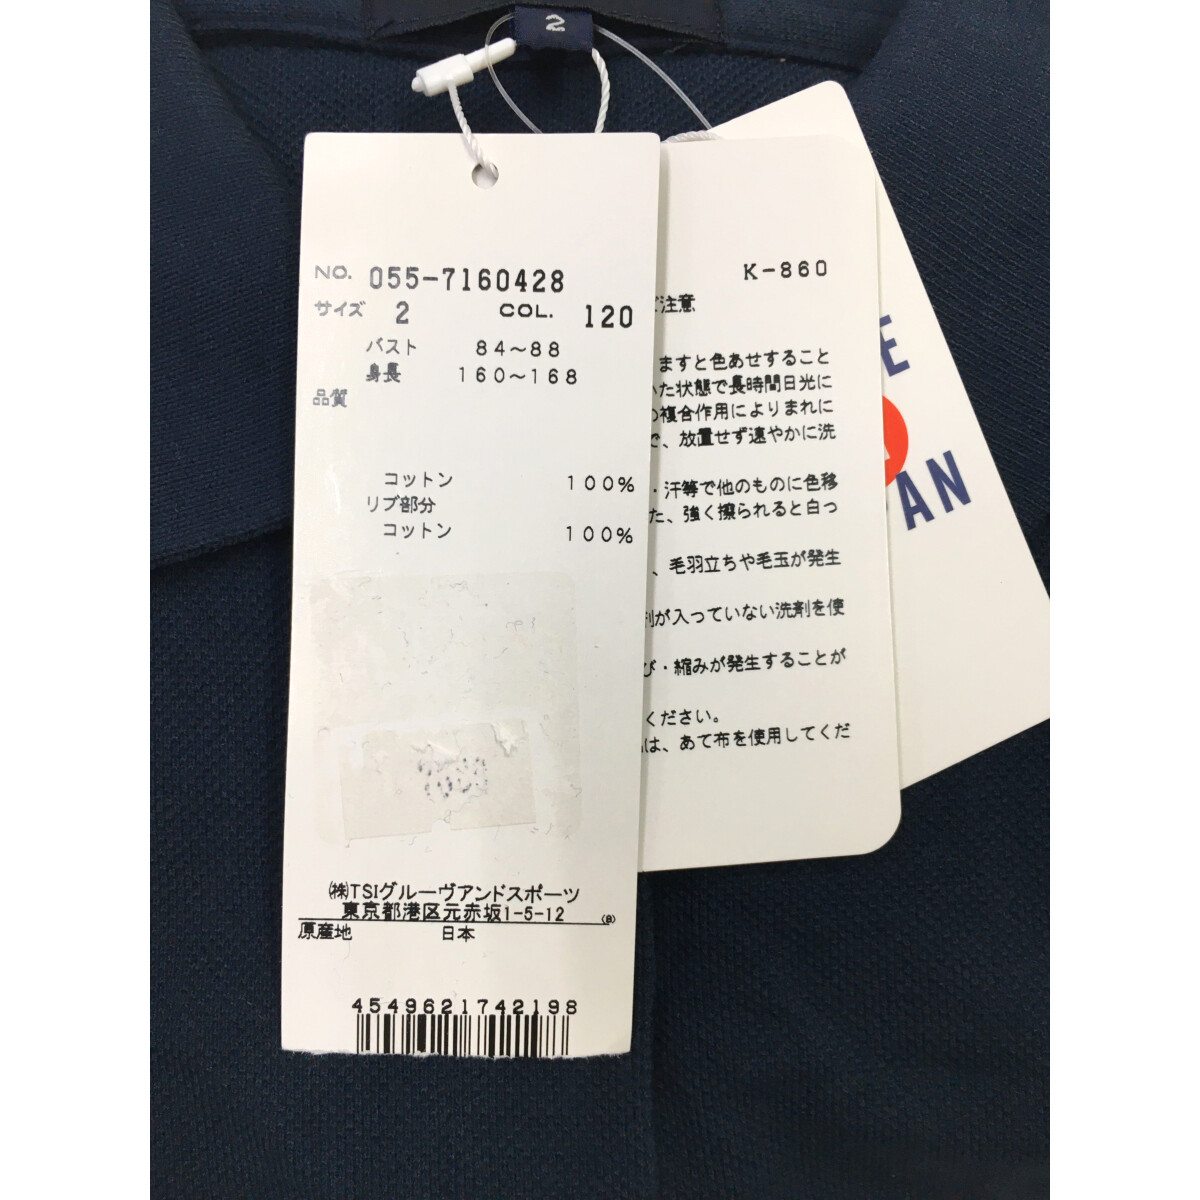 2
NO. 055-7160428
サイズ 2 COL. 120
バスト 84～88
身長 160～168
品質
コットン 100%
リブ部分
コットン 100%
㈱TSIグルーヴアンドスポーツ
東京都港区元赤坂1-5-12 (8)
原産地 日本
4549621742198
K-860
ご注意
ますと色あせすること
いた状態で長時間日光に
の複合作用によりまれに
で、放置せず速やかに洗
・汗等で他のものに色移
た、強く擦られると白っ
、毛羽立ちや毛玉が発生
剤が入っていない洗剤を使
び・縮みが発生することが
ください。
は、あて布を使用してくだ
E
PAN